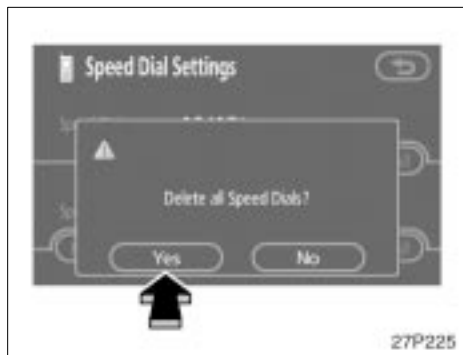 Speed Dial Settings
Delete all Speed Dials?
Yes No
27P225